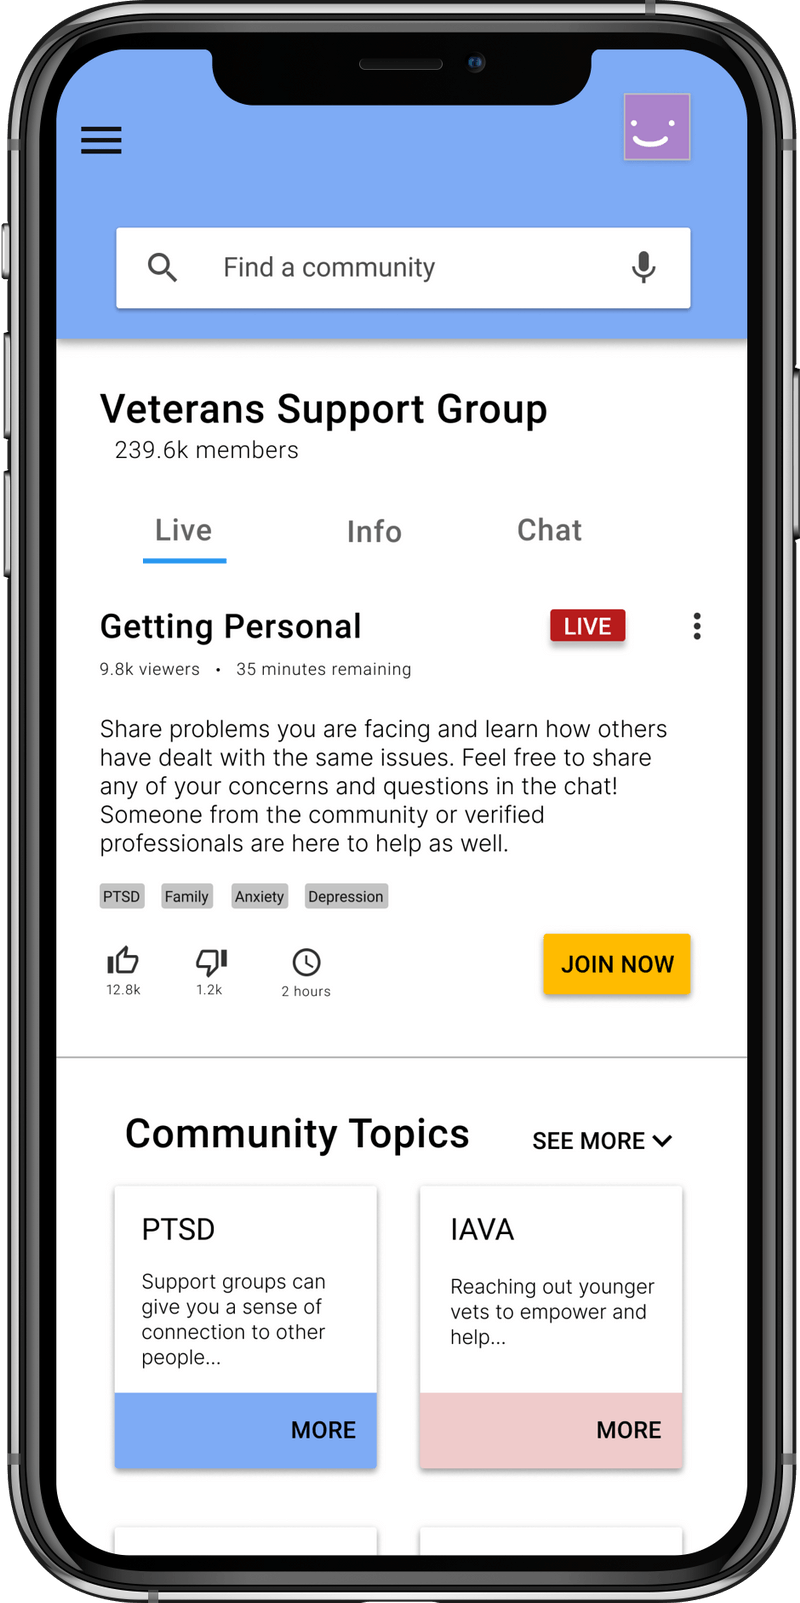 Find a community
Veterans Support Group
239.6k members
Live Info Chat
Getting Personal LIVE
9.8k viewers • 35 minutes remaining
Share problems you are facing and learn how others
have dealt with the same issues. Feel free to share
any of your concerns and questions in the chat!
Someone from the community or verified
professionals are here to help as well.
PTSD Family Anxiety Depression
12.8k 1.2k 2 hours
JOIN NOW
Community Topics SEE MORE
PTSD
Support groups can
give you a sense of
connection to other
people...
MORE
IAVA
Reaching out younger
vets to empower and
help...
MORE